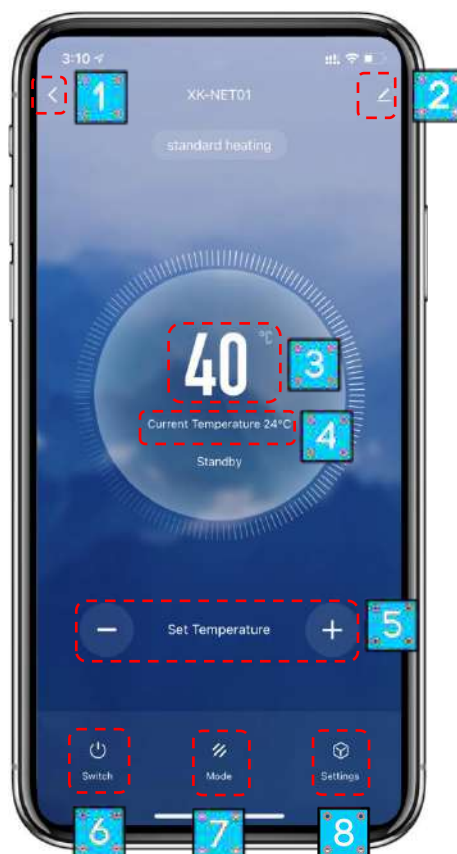 3:10
1
XK-NET01
2
standard heating
40 °C
3
Current Temperature 24°C
4
Standby
− Set Temperature +
5
Switch Mode Settings
6 7 8